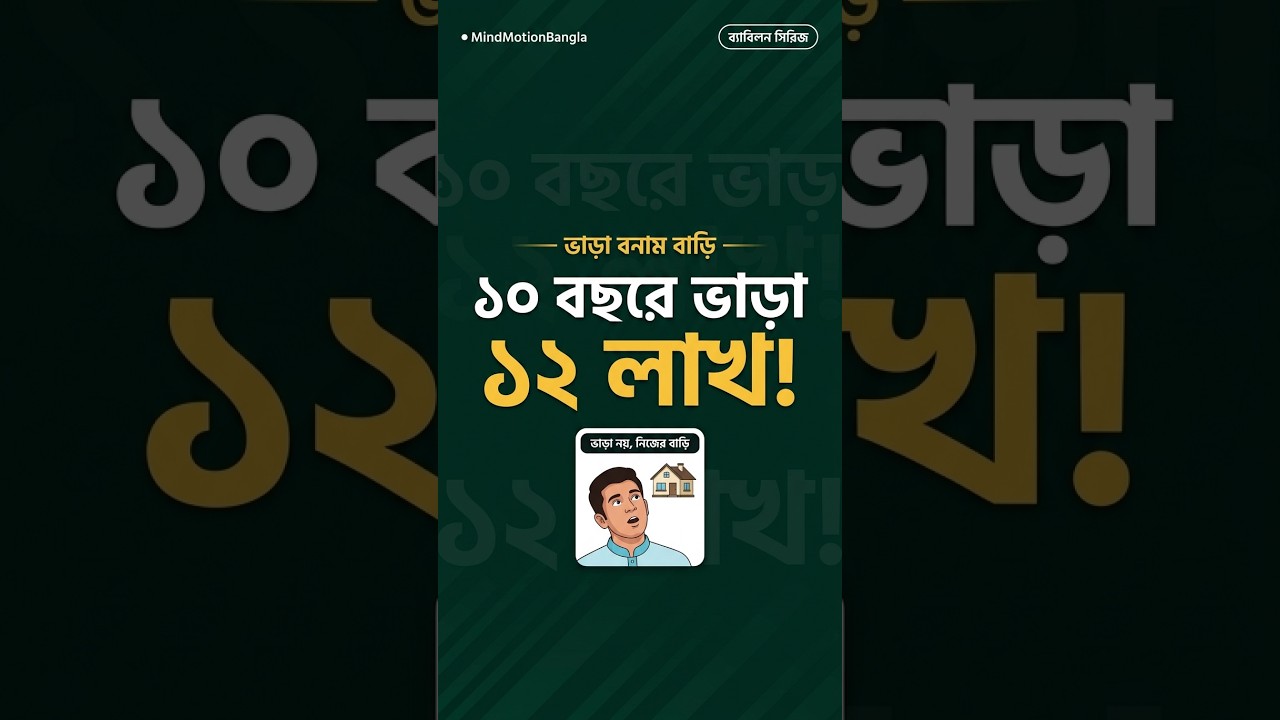 MindMotionBangla
ব্যাবিলন সিরিজ
ভাড়া বনাম বাড়ি
১০ বছরে ভাড়া
১২ লাখ!
ভাড়া নয়, নিজের বাড়ি